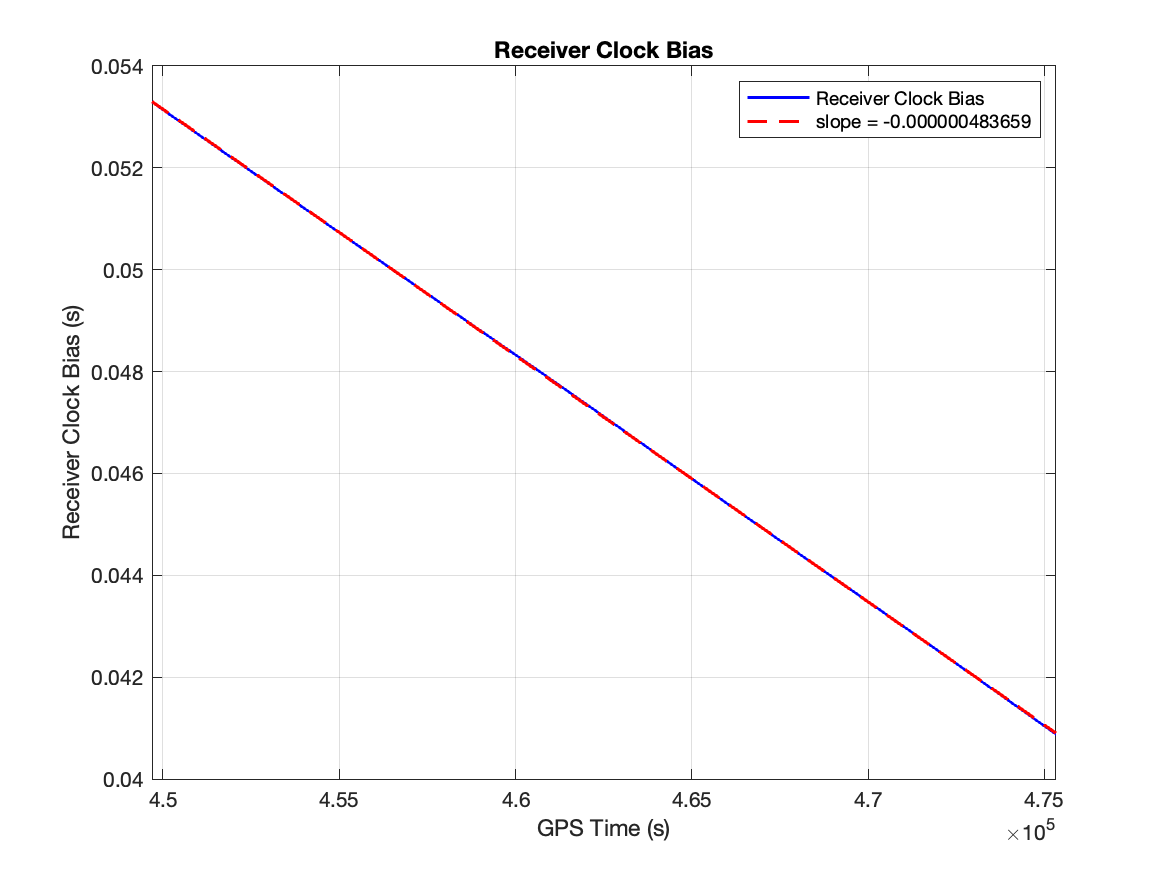 Receiver Clock Bias
0.054
0.052
0.05
0.048
0.046
0.044
0.042
0.04
Receiver Clock Bias (s)
Receiver Clock Bias
slope = -0.000000483659
4.5 4.55 4.6 4.65 4.7 4.75
GPS Time (s)
×10⁵